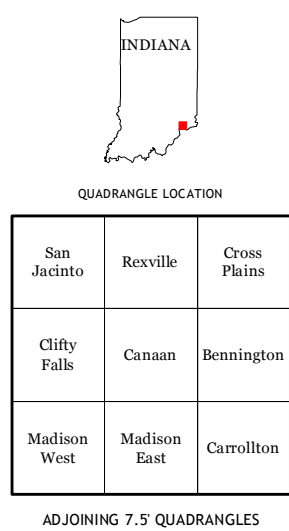 INDIANA
QUADRANGLE LOCATION
San
Jacinto
Rexville
Cross
Plains
Clifty
Falls
Canaan
Bennington
Madison
West
Madison
East
Carrollton
ADJOINING 7.5' QUADRANGLES